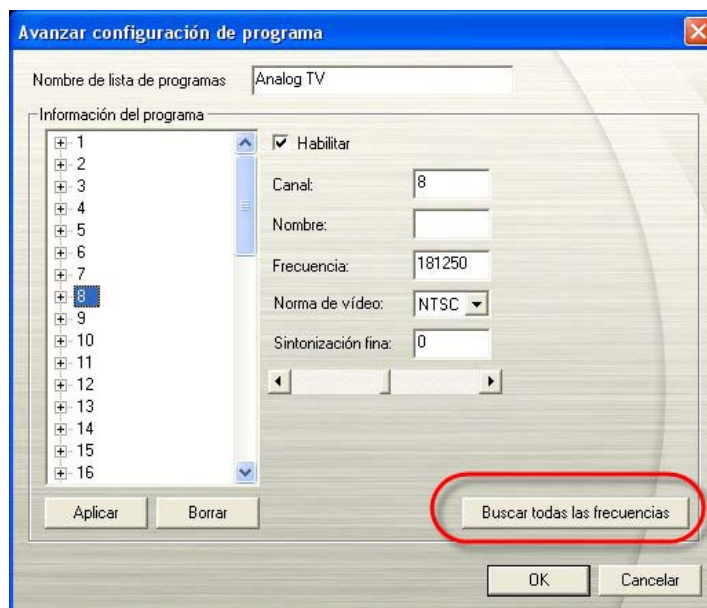 Avanzar configuración de programa
Nombre de lista de programas Analog TV
Información del programa
1
2
3
4
5
6
7
8
9
10
11
12
13
14
15
16
Habilitar
Canal: 8
Nombre:
Frecuencia: 181250
Norma de vídeo: NTSC
Sintonización fina: 0
Aplicar Borrar Buscar todas las frecuencias
OK Cancelar